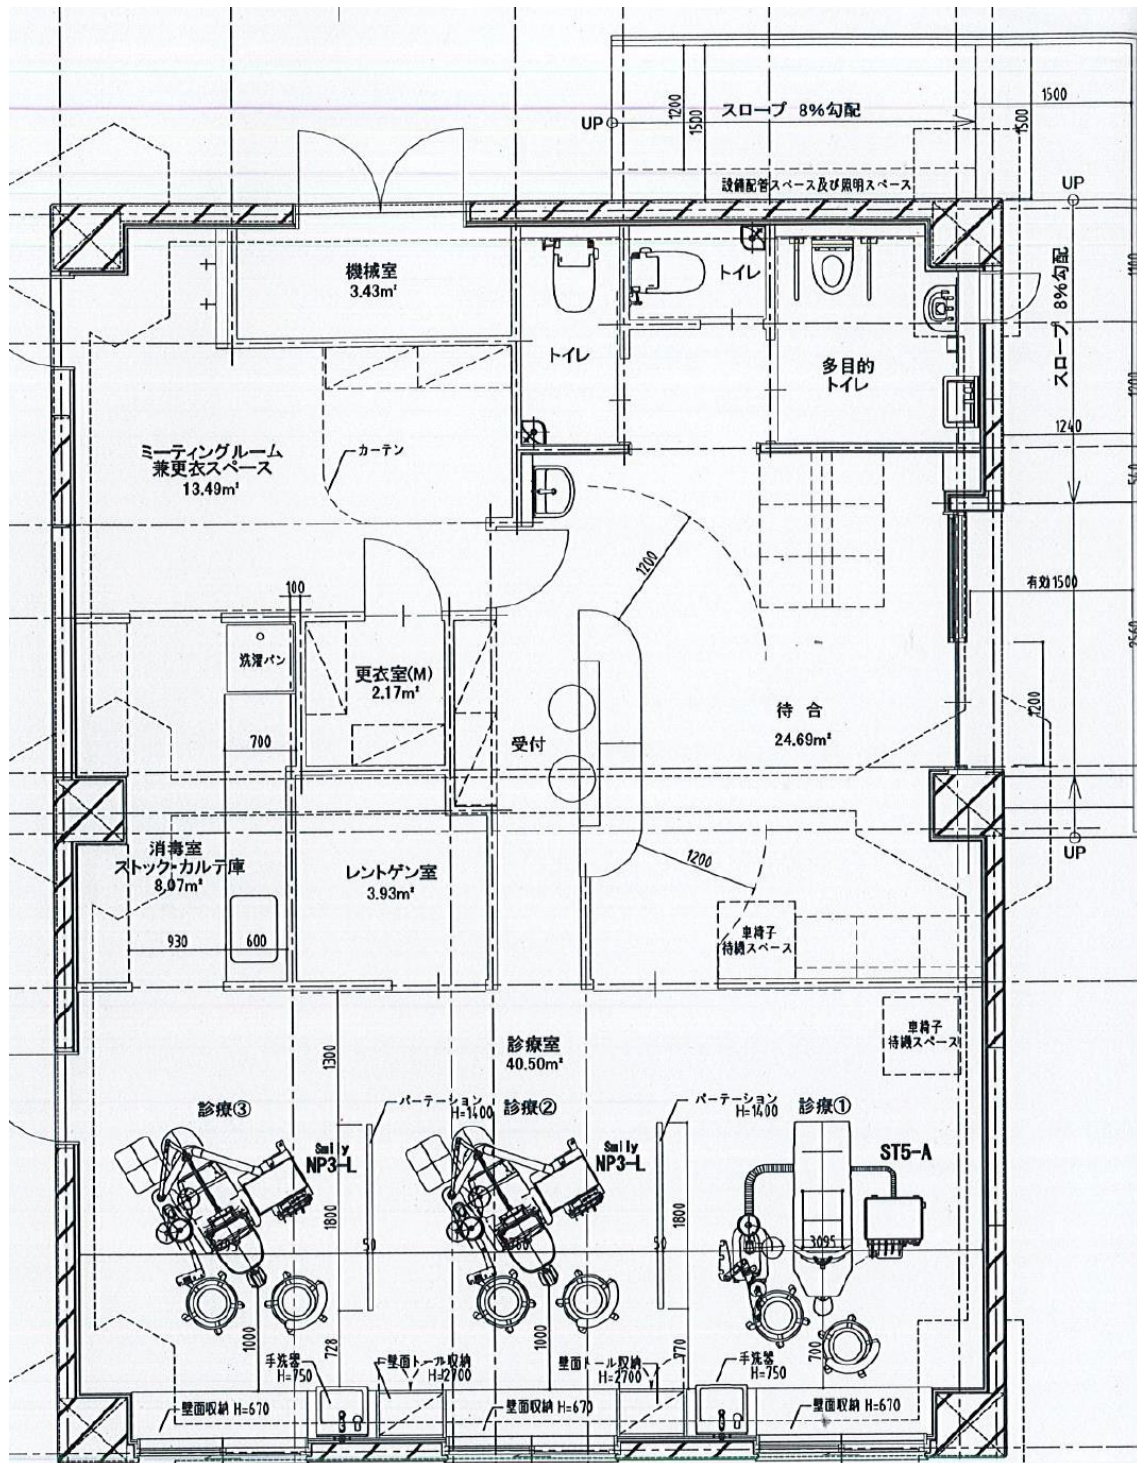 1500
1200
1500
スロープ 8%勾配
1500
UP
設備配管スペース及び照明スペース
UP
スロープ 8%勾配
1100
機械室
3.43m²
トイレ
トイレ
多目的
トイレ
1200
1240
540
カーテン
ミーティングルーム
兼更衣スペース
13.49m²
1200
有効1500
100
洗濯パン
更衣室(M)
2.17m²
2560
1200
待合
24.69m²
受付
700
消毒室
ストック・カルテ庫
8.07m²
レントゲン室
3.93m²
1200
UP
930
600
車椅子
待機スペース
車椅子
待機スペース
1300
診療室
40.50m²
診療③
パーテーション
H=1400
診療②
パーテーション
H=1400
診療①
Smily
NP3-L
Smily
NP3-L
ST5-A
1800
1800
50
50
3095
1000
728
1000
770
700
手洗器
H=750
壁面トール収納
H=2700
壁面トール収納
H=2700
手洗器
H=750
壁面収納 H=670
壁面収納 H=670
壁面収納 H=670